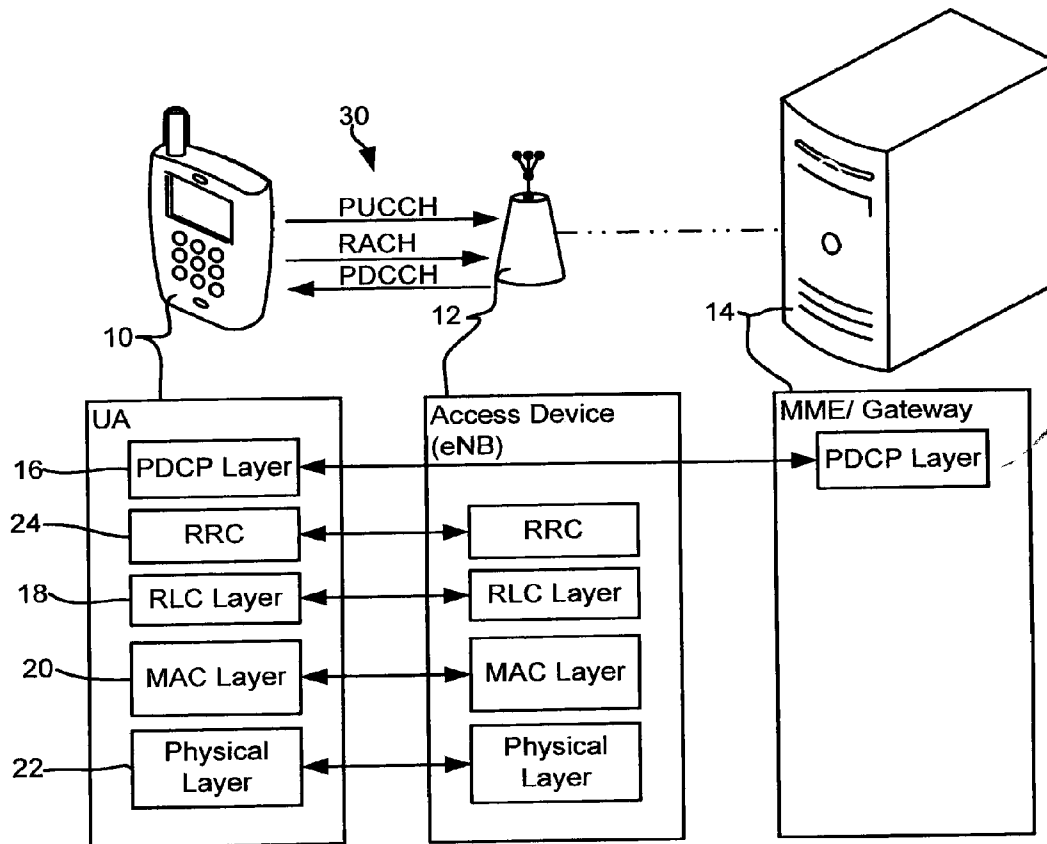 30
PUCCH
RACH
PDCCH
10
12
14
UA
Access Device
(eNB)
MME/ Gateway
16
PDCP Layer
PDCP Layer
24
RRC
RRC
18
RLC Layer
RLC Layer
20
MAC Layer
MAC Layer
22
Physical
Layer
Physical
Layer